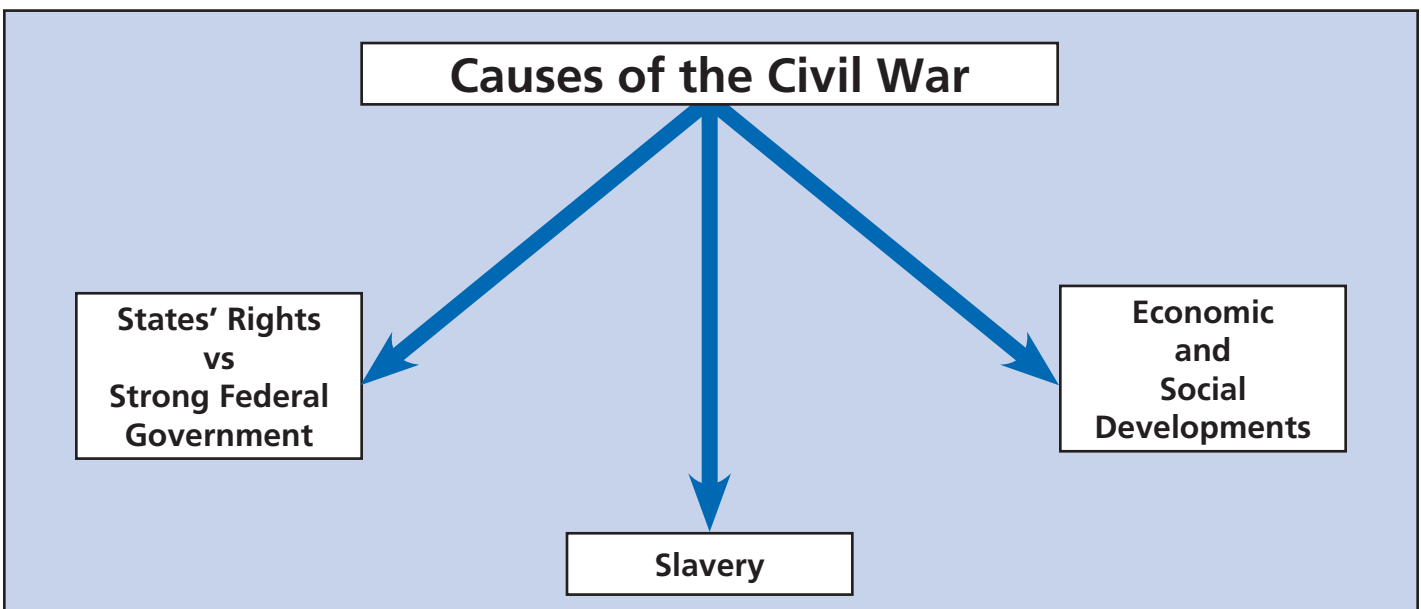 Causes of the Civil War
States’ Rights
vs
Strong Federal
Government
Economic
and
Social
Developments
Slavery